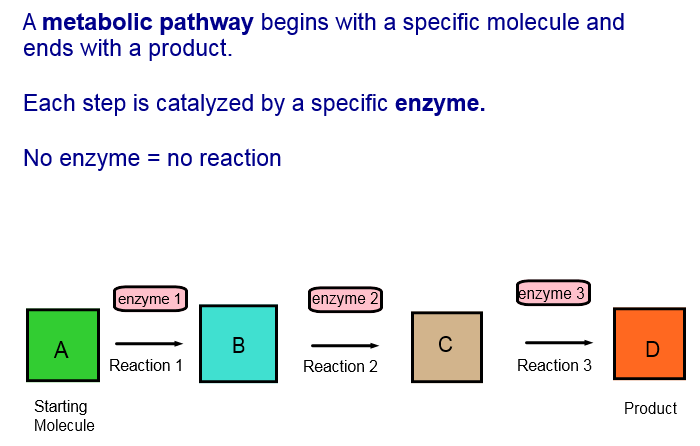 A metabolic pathway begins with a specific molecule and
ends with a product.
Each step is catalyzed by a specific enzyme.
No enzyme = no reaction
enzyme 1
enzyme 2
enzyme 3
A
B
C
D
Reaction 1
Reaction 2
Reaction 3
Starting
Molecule
Product